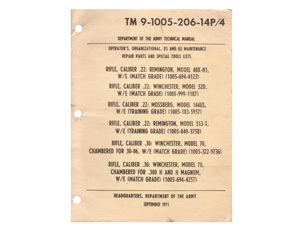 TM 9-1005-206-14P/4
DEPARTMENT OF THE ARMY TECHNICAL MANUAL
OPERATOR'S, ORGANIZATIONAL, DS AND GS MAINTENANCE
REPAIR PARTS AND SPECIAL TOOLS LISTS
RIFLE, CALIBER .22: REMINGTON, MODEL 40X-H1,
W/E (MATCH GRADE) (1005-694-4123)
RIFLE, CALIBER .22: WINCHESTER, MODEL 52D,
W/E (MATCH GRADE) (1005-999-1187)
RIFLE, CALIBER .22: MOSSBERG, MODEL 144US,
W/E (TRAINING GRADE) (1005-183-5957)
RIFLE, CALIBER .22: REMINGTON, MODEL 513-T,
W/E (TRAINING GRADE) (1005-840-3758)
RIFLE, CALIBER .30: WINCHESTER, MODEL 70,
CHAMBERED FOR 30-06, W/E (MATCH GRADE) (1005-322-9736)
RIFLE, CALIBER .30: WINCHESTER, MODEL 70,
CHAMBERED FOR .300 H AND H MAGNUM,
W/E (MATCH GRADE) (1005-694-4257)
HEADQUARTERS, DEPARTMENT OF THE ARMY
SEPTEMBER 1971